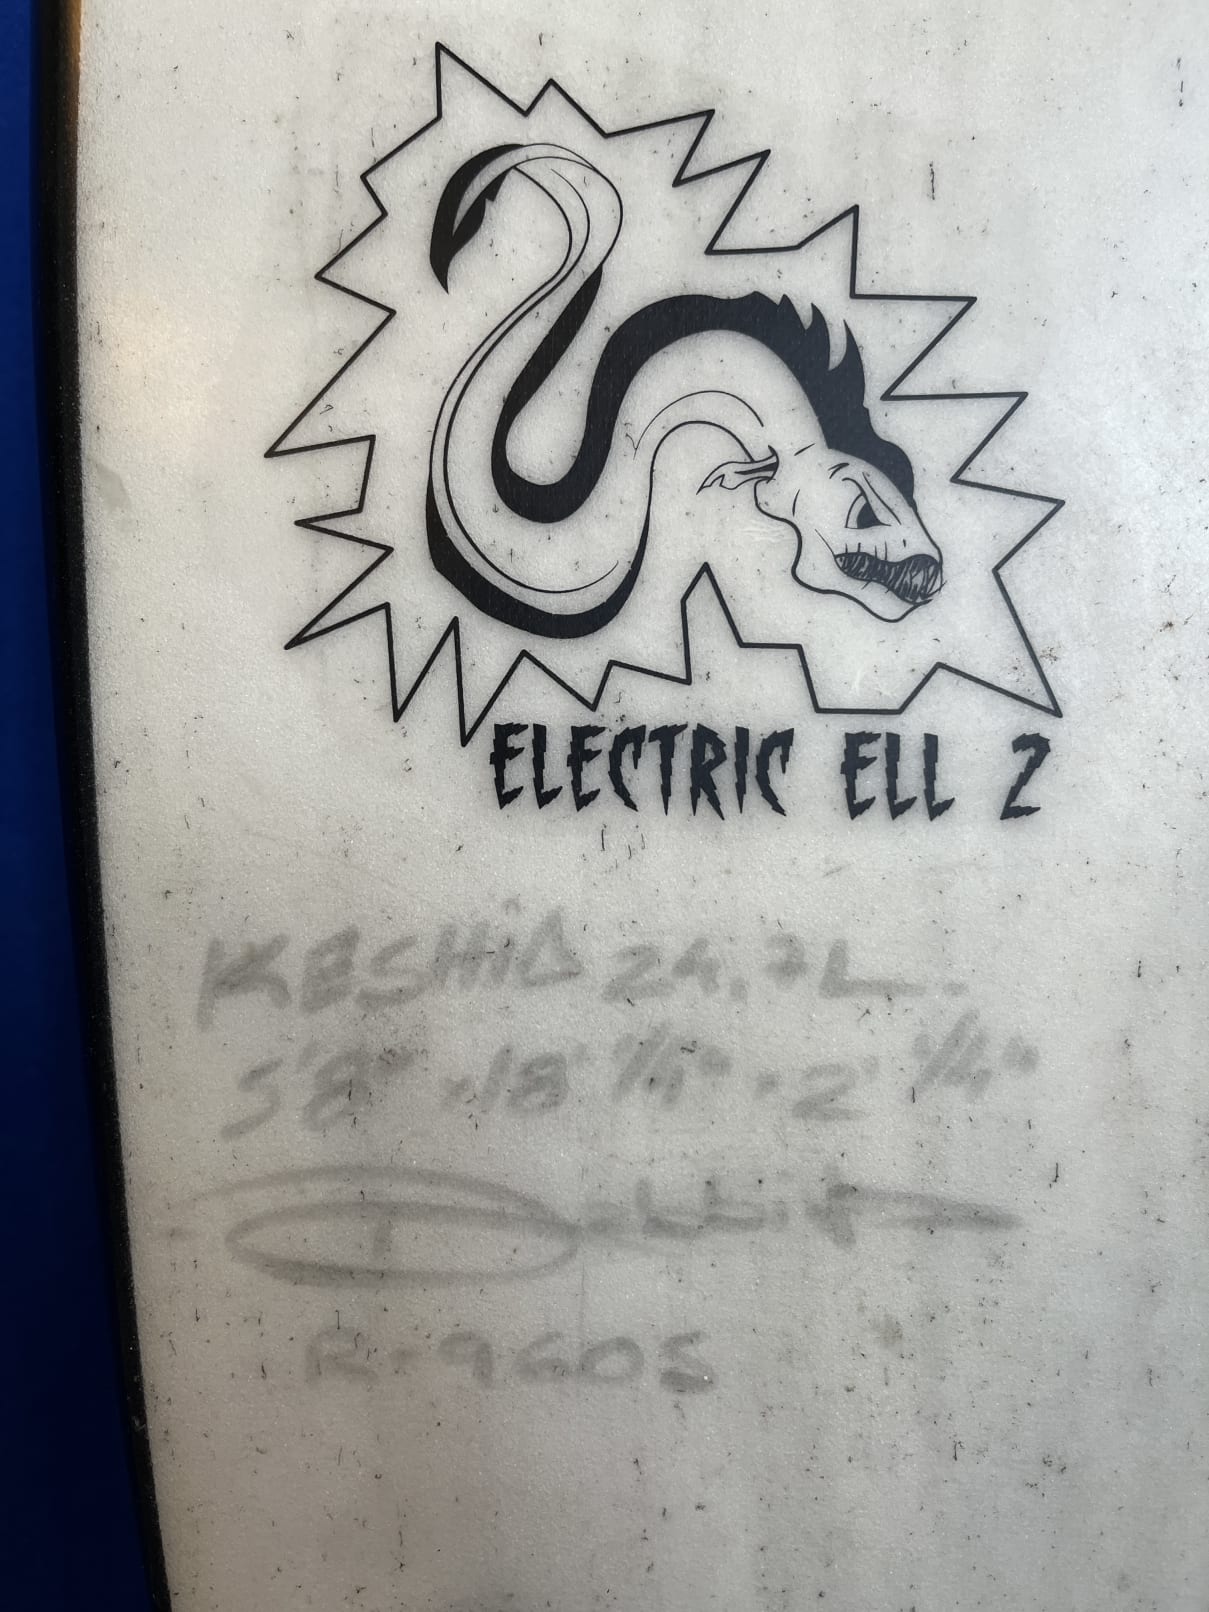 ELECTRIC ELL 2
KESHIA 24.7L.
5'8" × 18' 1/4" × 2' 1/4"
R-9605